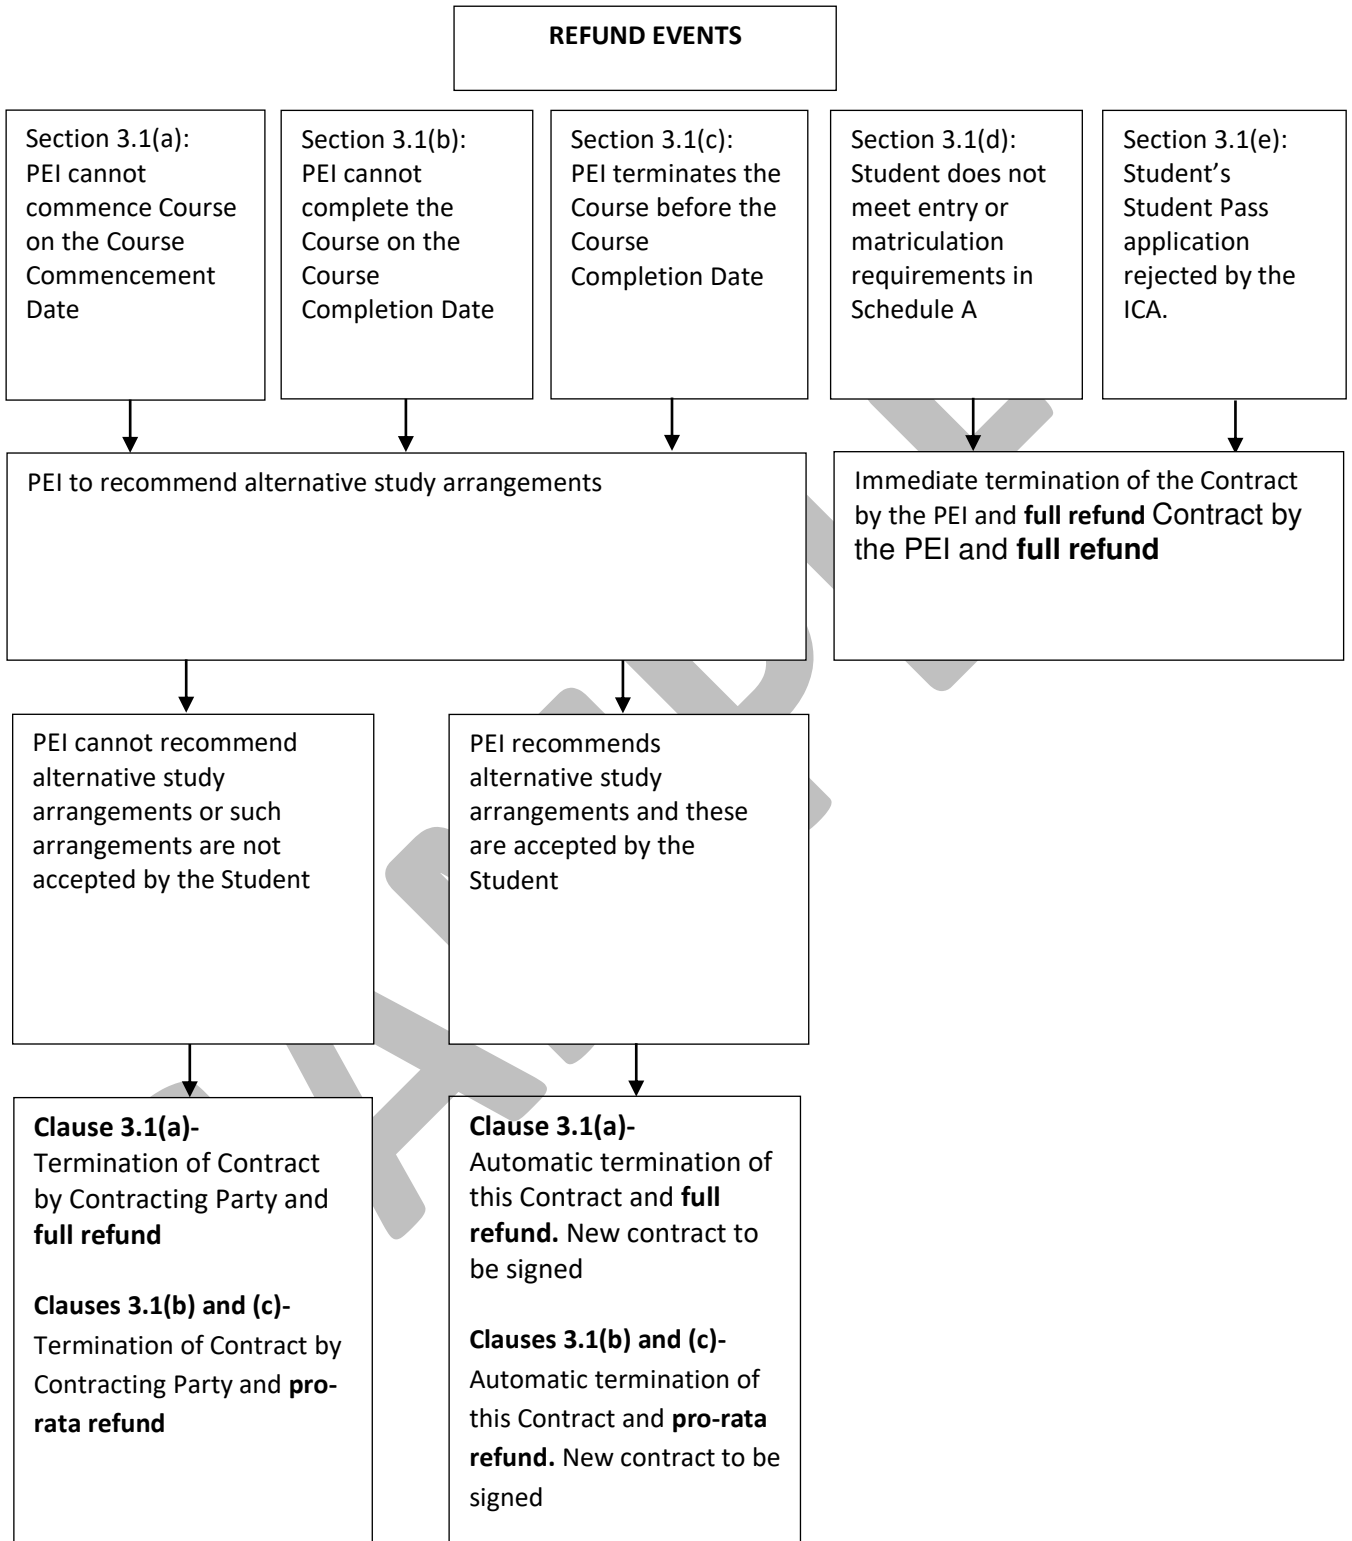 REFUND EVENTS
Section 3.1(a):
PEI cannot
commence Course
on the Course
Commencement
Date
Section 3.1(b):
PEI cannot
complete the
Course on the
Course
Completion Date
Section 3.1(c):
PEI terminates the
Course before the
Course
Completion Date
Section 3.1(d):
Student does not
meet entry or
matriculation
requirements in
Schedule A
Section 3.1(e):
Student’s
Student Pass
application
rejected by the
ICA.
PEI to recommend alternative study arrangements
Immediate termination of the Contract
by the PEI and full refund Contract by
the PEI and full refund
PEI cannot recommend
alternative study
arrangements or such
arrangements are not
accepted by the Student
PEI recommends
alternative study
arrangements and these
are accepted by the
Student
Clause 3.1(a)-
Termination of Contract
by Contracting Party and
full refund
Clauses 3.1(b) and (c)-
Termination of Contract by
Contracting Party and pro-
rata refund
Clause 3.1(a)-
Automatic termination of
this Contract and full
refund. New contract to
be signed
Clauses 3.1(b) and (c)-
Automatic termination of
this Contract and pro-rata
refund. New contract to be
signed